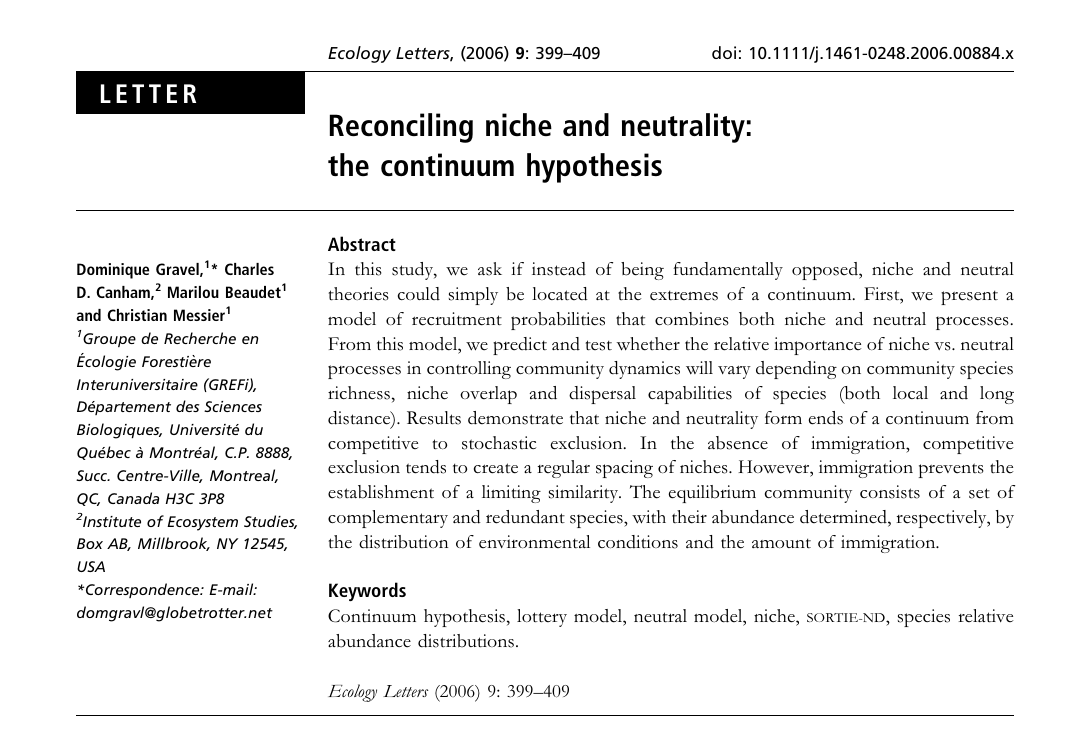 Ecology Letters, (2006) 9: 399–409
doi: 10.1111/j.1461-0248.2006.00884.x
LETTER
Reconciling niche and neutrality:
the continuum hypothesis
Dominique Gravel,1* Charles
D. Canham,2 Marilou Beaudet1
and Christian Messier1
1Groupe de Recherche en
Écologie Forestière
Interuniversitaire (GREFi),
Département des Sciences
Biologiques, Université du
Québec à Montréal, C.P. 8888,
Succ. Centre-Ville, Montreal,
QC, Canada H3C 3P8
2Institute of Ecosystem Studies,
Box AB, Millbrook, NY 12545,
USA
*Correspondence: E-mail:
domgravl@globetrotter.net
Abstract
In this study, we ask if instead of being fundamentally opposed, niche and neutral
theories could simply be located at the extremes of a continuum. First, we present a
model of recruitment probabilities that combines both niche and neutral processes.
From this model, we predict and test whether the relative importance of niche vs. neutral
processes in controlling community dynamics will vary depending on community species
richness, niche overlap and dispersal capabilities of species (both local and long
distance). Results demonstrate that niche and neutrality form ends of a continuum from
competitive to stochastic exclusion. In the absence of immigration, competitive
exclusion tends to create a regular spacing of niches. However, immigration prevents the
establishment of a limiting similarity. The equilibrium community consists of a set of
complementary and redundant species, with their abundance determined, respectively, by
the distribution of environmental conditions and the amount of immigration.
Keywords
Continuum hypothesis, lottery model, neutral model, niche, SORTIE-ND, species relative
abundance distributions.
Ecology Letters (2006) 9: 399–409